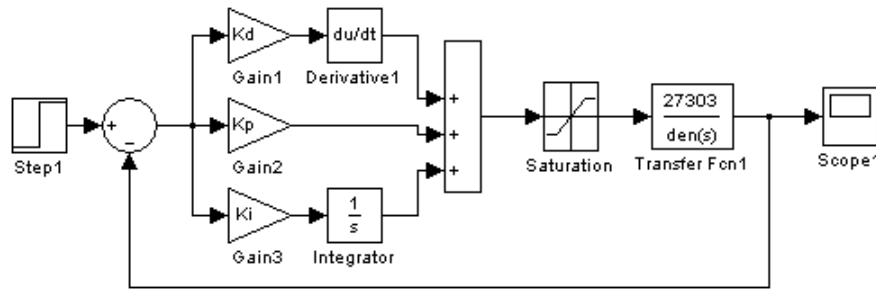 Kd
du/dt
Gain1
Derivative1
+
+
−
Step1
Kp
Gain2
+
+
Saturation
27303
den(s)
Transfer Fcn1
Scope1
Ki
1
s
Gain3
Integrator